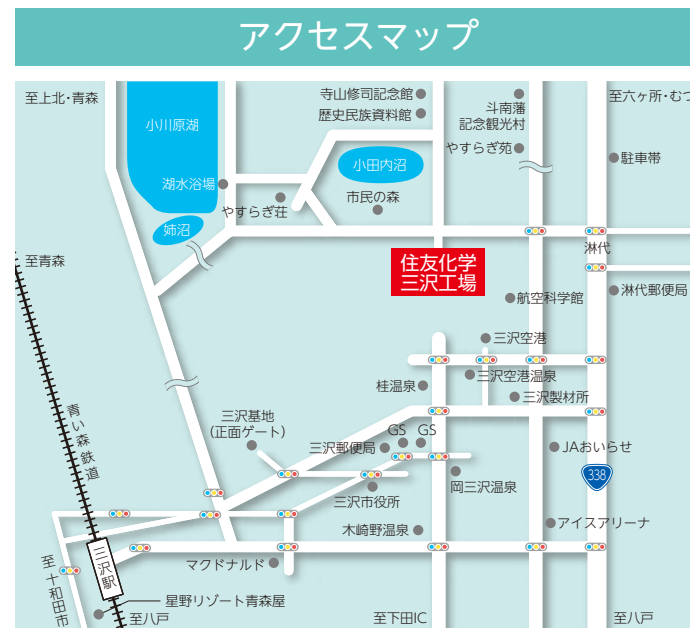 アクセスマップ
至上北・青森
小川原湖
寺山修司記念館
歴史民族資料館
斗南藩
記念観光村
やすらぎ苑
至六ヶ所・むつ
駐車帯
小田内沼
湖水浴場
やすらぎ荘
市民の森
姉沼
至青森
住友化学
三沢工場
淋代
淋代郵便局
航空科学館
三沢空港
三沢空港温泉
桂温泉
三沢製材所
青い森鉄道
三沢基地
(正面ゲート)
GS
GS
三沢郵便局
JAおいらせ
338
岡三沢温泉
三沢市役所
木崎野温泉
アイスアリーナ
三沢駅
マクドナルド
至十和田市
星野リゾート青森屋
至八戸
至下田IC
至八戸